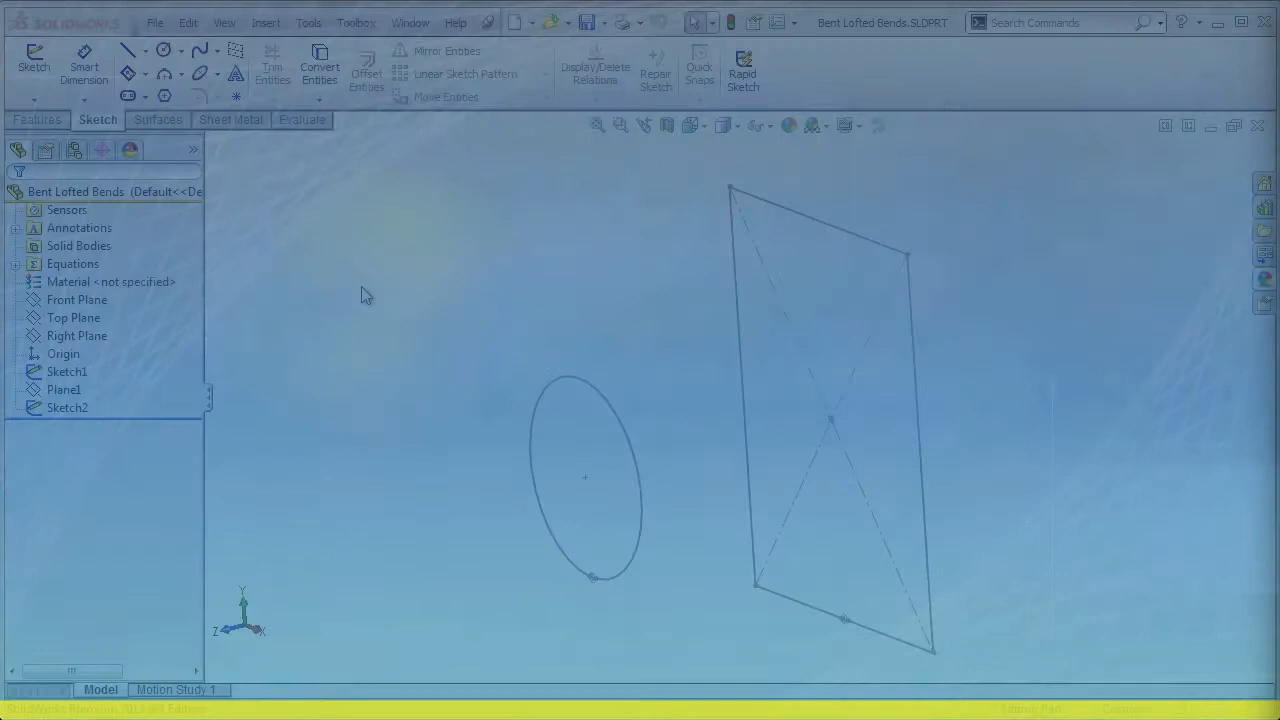 SOLIDWORKS File Edit View Insert Tools Toolbox Window Help Bent Lofted Bends.SLDPRT Search Commands
Sketch Smart Dimension Trim Entities Convert Entities Offset Entities Mirror Entities Linear Sketch Pattern Move Entities Display/Delete Relations Repair Sketch Quick Snaps Rapid Sketch
Features Sketch Surfaces Sheet Metal Evaluate
Bent Lofted Bends (Default<<De
Sensors
Annotations
Solid Bodies
Equations
Material <not specified>
Front Plane
Top Plane
Right Plane
Origin
Sketch1
Plane1
Sketch2
Y
Z X
Model Motion Study 1